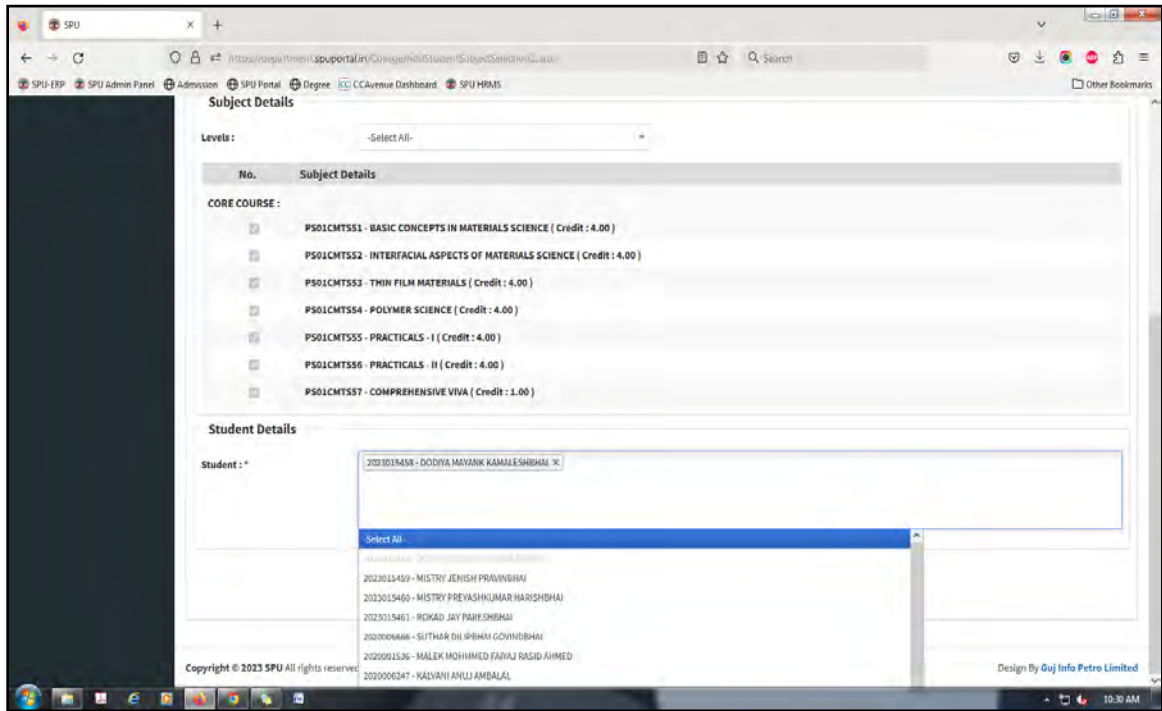 SPU
Search
SPU-ERP SPU Admin Panel Admission SPU Portal Degree CCAvenue Dashboard SPU HRMS Other Bookmarks
Subject Details
Levels : -Select All-
No. Subject Details
CORE COURSE :
PS01CMTS51 - BASIC CONCEPTS IN MATERIALS SCIENCE ( Credit : 4.00 )
PS01CMTS52 - INTERFACIAL ASPECTS OF MATERIALS SCIENCE ( Credit : 4.00 )
PS01CMTS53 - THIN FILM MATERIALS ( Credit : 4.00 )
PS01CMTS54 - POLYMER SCIENCE ( Credit : 4.00 )
PS01CMTS55 - PRACTICALS - I ( Credit : 4.00 )
PS01CMTS56 - PRACTICALS - II ( Credit : 4.00 )
PS01CMTS57 - COMPREHENSIVE VIVA ( Credit : 1.00 )
Student Details
Student : * 2023015458 - DODIYA MAYANK KAMALESHBHAI ×
-Select All-
2023015459 - MISTRY JENISH PRAVINBHAI
2023015460 - MISTRY PREYASHKUMAR HARISHBHAI
2023015461 - ROKAD JAY PARESHBHAI
SUTHAR DILIPBHAI GOVINDBHAI
2020001536 - MALEK MOHMMED FAIYAJ RASID AHMED
2020006247 - KALVANI ANUJ AMBALAL
Copyright © 2023 SPU All rights reserved Design By Guj Info Petro Limited
10:30 AM